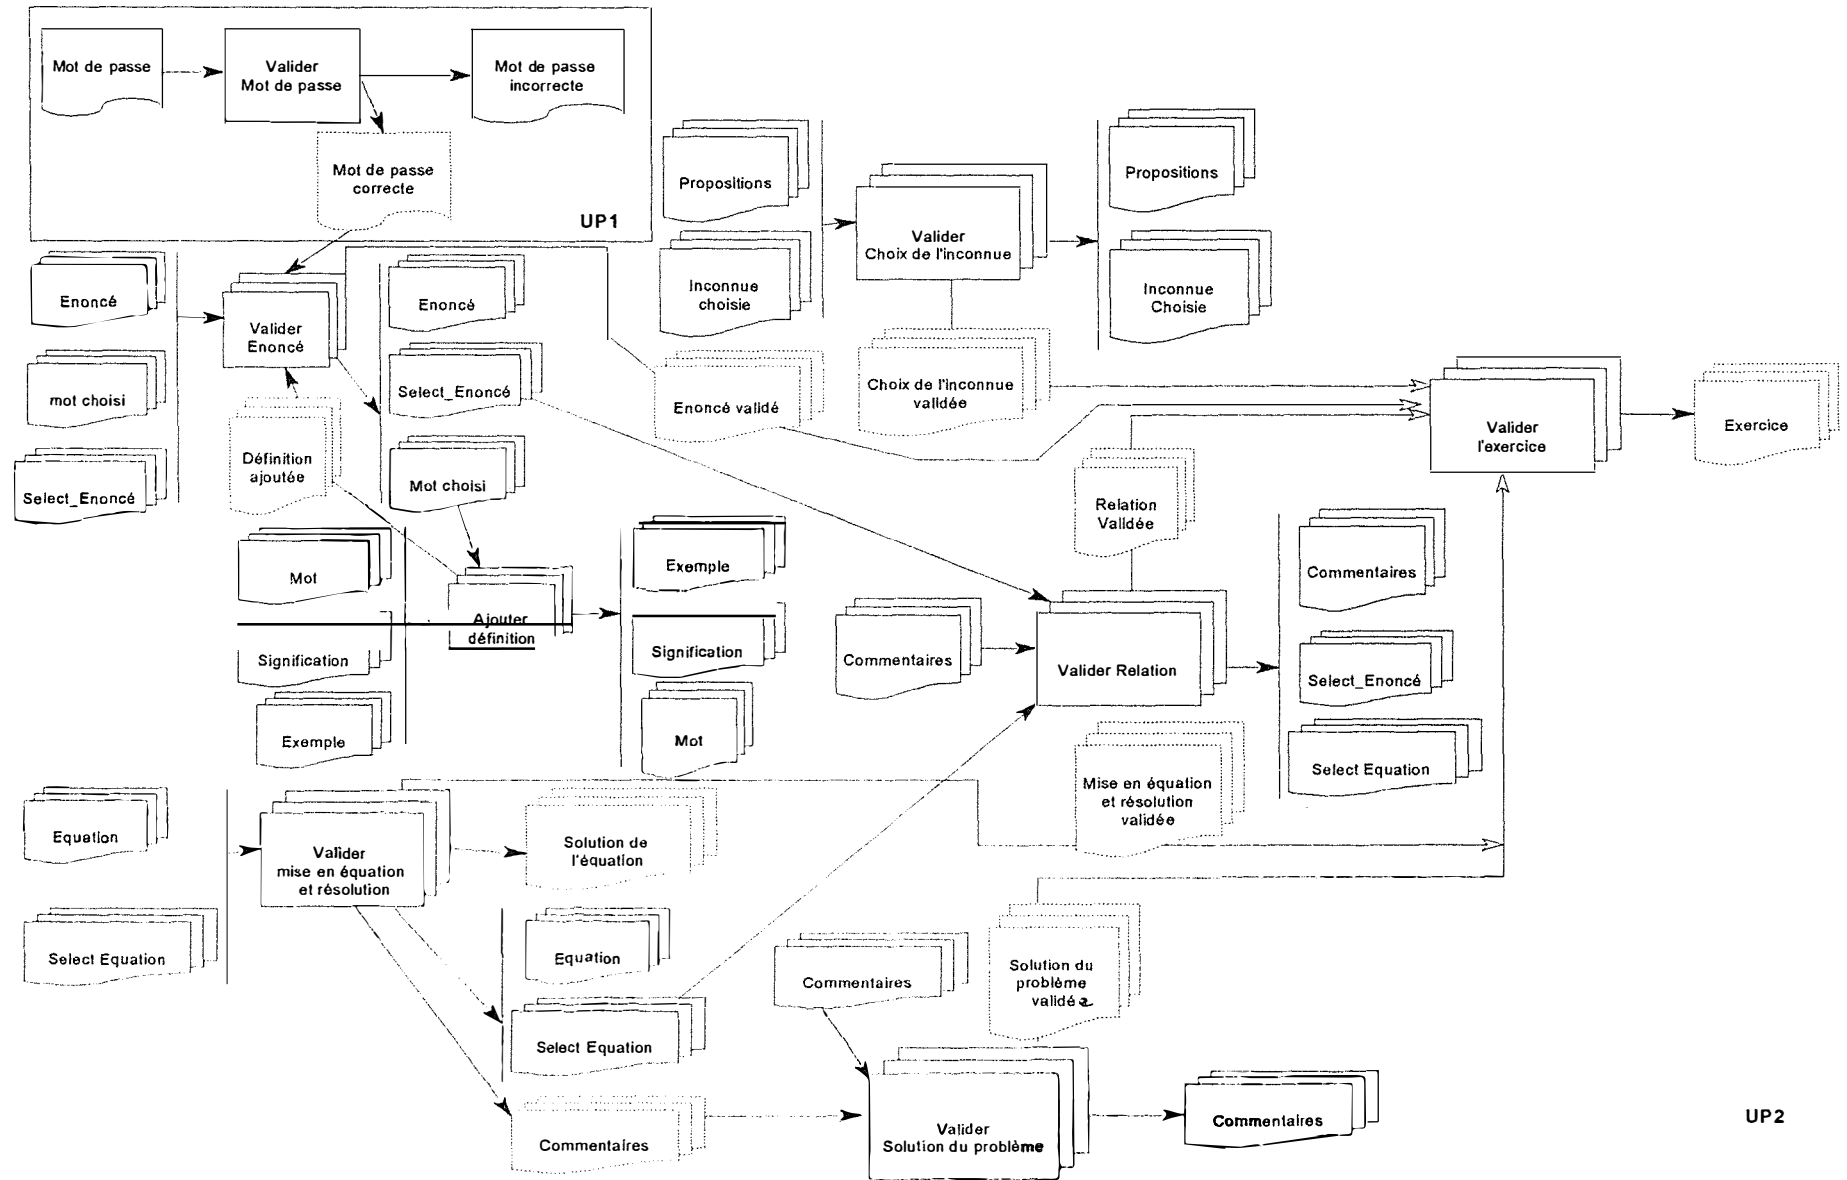 Mot de passe
Valider
Mot de passe
Mot de passe
incorrecte
Mot de passe
correcte
UP1
Propositions
Inconnue
choisie
Valider
Choix de l'inconnue
Propositions
Inconnue
Choisie
Enoncé
mot choisi
Select_Enoncé
Valider
Enoncé
Enoncé
Select_Enoncé
Mot choisi
Définition
ajoutée
Enoncé validé
Choix de l'inconnue
validée
Valider
l'exercice
Exercice
Relation
Validée
Mot
Signification
Exemple
Ajouter
définition
Exemple
Signification
Mot
Commentaires
Valider Relation
Commentaires
Select_Enoncé
Select Equation
Mise en équation
et résolution
validée
Equation
Select Equation
Valider
mise en équation
et résolution
Solution de
l'équation
Equation
Select Equation
Commentaires
Commentaires
Solution du
problème
validée
Valider
Solution du problème
Commentaires
UP2